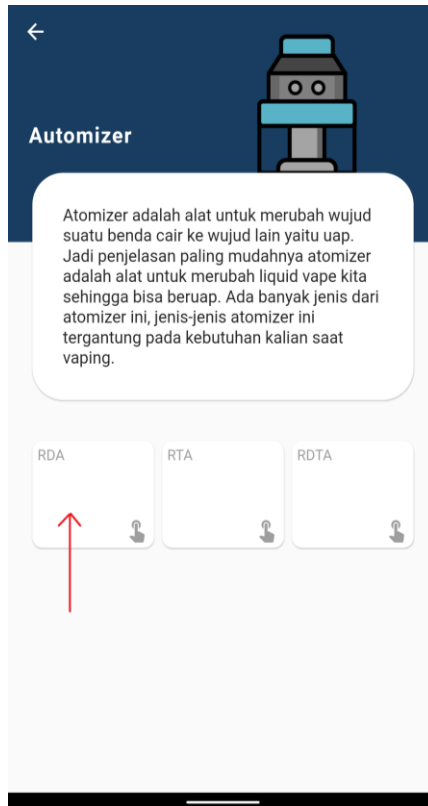 Automizer
Atomizer adalah alat untuk merubah wujud
suatu benda cair ke wujud lain yaitu uap.
Jadi penjelasan paling mudahnya atomizer
adalah alat untuk merubah liquid vape kita
sehingga bisa beruap. Ada banyak jenis dari
atomizer ini, jenis-jenis atomizer ini
tergantung pada kebutuhan kalian saat
vaping.
RDA RTA RDTA